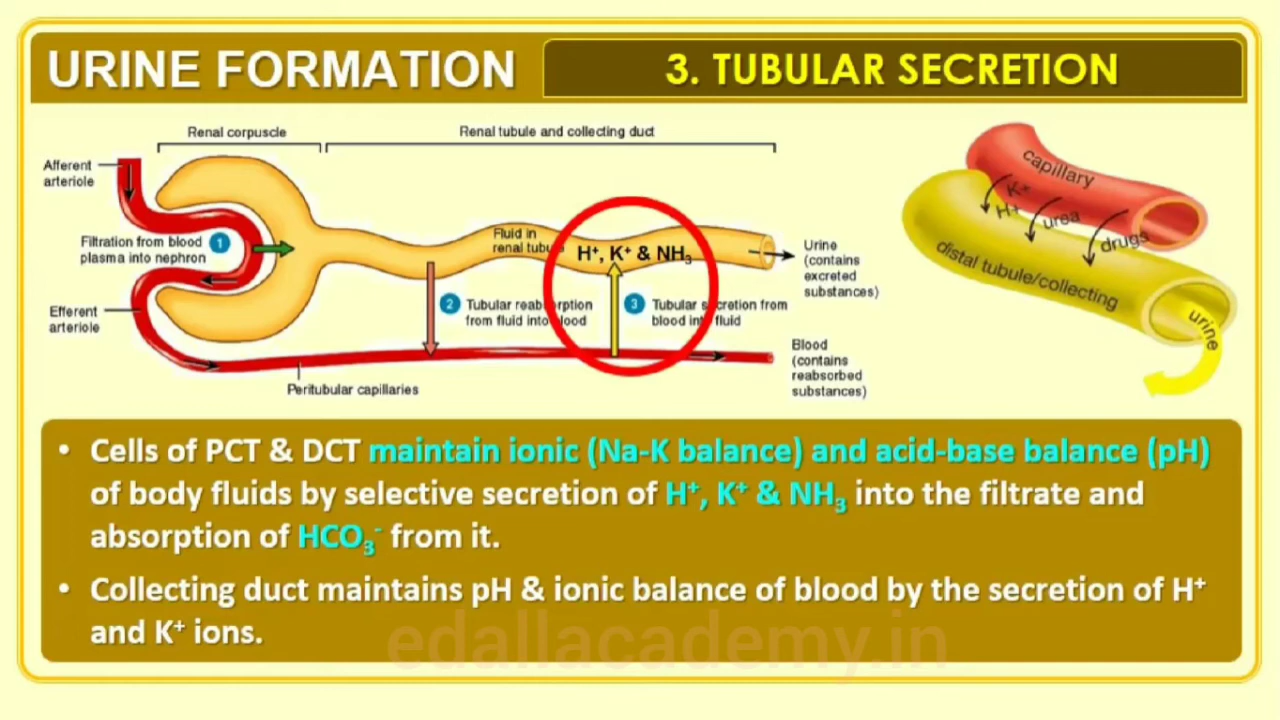 URINE FORMATION
3. TUBULAR SECRETION
Renal corpuscle
Renal tubule and collecting duct
Afferent
arteriole
Filtration from blood
plasma into nephron
1
Efferent
arteriole
Peritubular capillaries
Fluid in
renal tubu
H⁺, K⁺ & NH₃
2 Tubular reabsorption
from fluid into blood
3 Tubular secretion from
blood into fluid
Urine
(contains
excreted
substances)
Blood
(contains
reabsorbed
substances)
capillary
K+
H+
urea
drugs
distal tubule/collecting
urine
• Cells of PCT & DCT maintain ionic (Na-K balance) and acid-base balance (pH)
of body fluids by selective secretion of H⁺, K⁺ & NH₃ into the filtrate and
absorption of HCO₃⁻ from it.
• Collecting duct maintains pH & ionic balance of blood by the secretion of H⁺
and K⁺ ions.
edallacademy.in